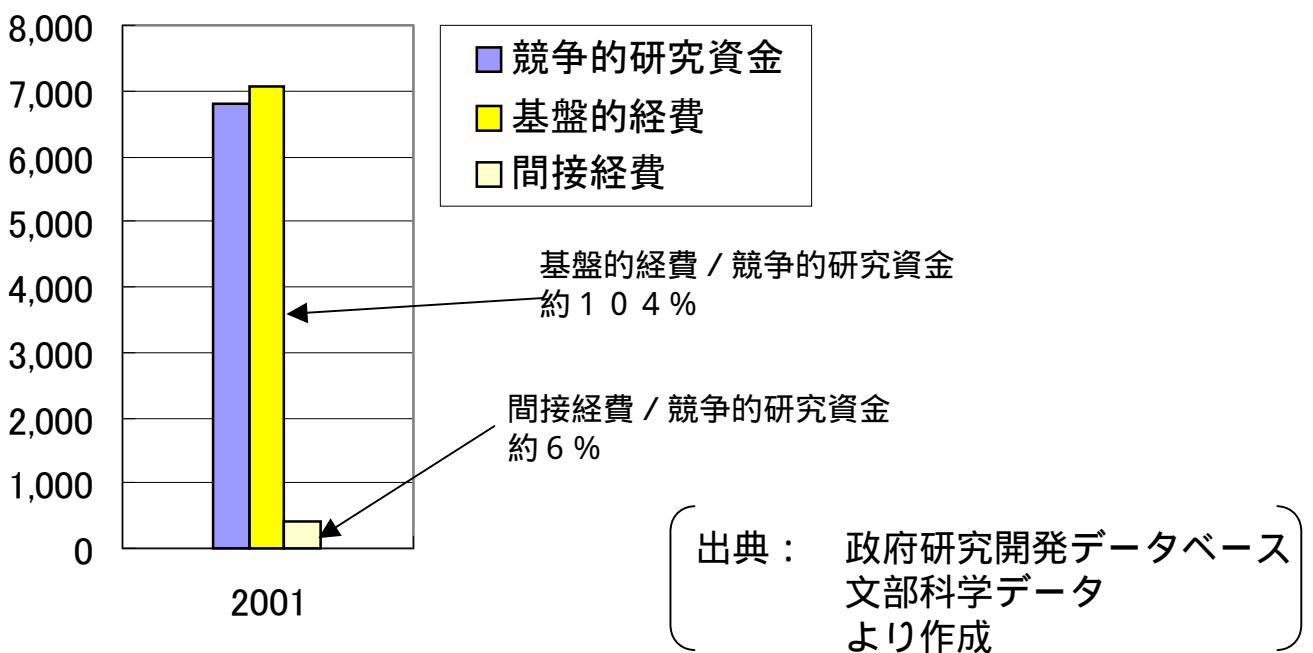 8,000
7,000
6,000
5,000
4,000
3,000
2,000
1,000
0
2001
競争的研究資金
基盤的経費
間接経費
基盤的経費／競争的研究資金
約１０４％
間接経費／競争的研究資金
約６％
出典：　政府研究開発データベース
文部科学データ
より作成